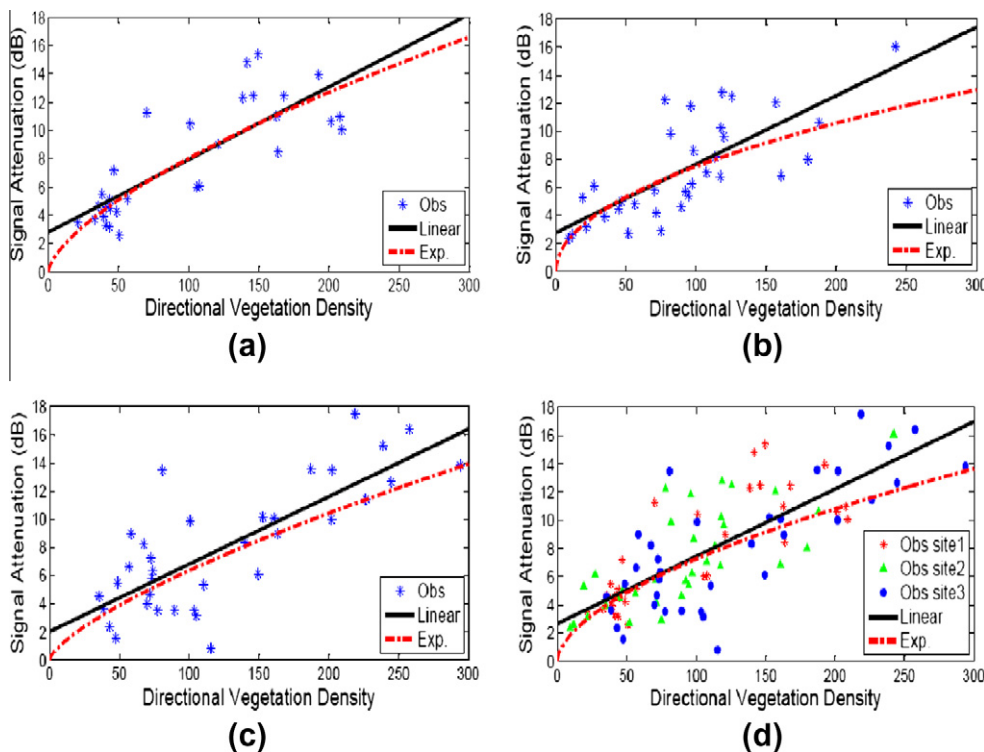 18
16
14
12
10
8
6
4
2
0
Signal Attenuation (dB)
Obs
Linear
Exp.
0 50 100 150 200 250 300
Directional Vegetation Density
(a)
18
16
14
12
10
8
6
4
2
0
Signal Attenuation (dB)
Obs
Linear
Exp.
0 50 100 150 200 250 300
Directional Vegetation Density
(b)
18
16
14
12
10
8
6
4
2
0
Signal Attenuation (dB)
Obs
Linear
Exp.
0 50 100 150 200 250 300
Directional Vegetation Density
(c)
18
16
14
12
10
8
6
4
2
0
Signal Attenuation (dB)
Obs site1
Obs site2
Obs site3
Linear
Exp.
0 50 100 150 200 250 300
Directional Vegetation Density
(d)